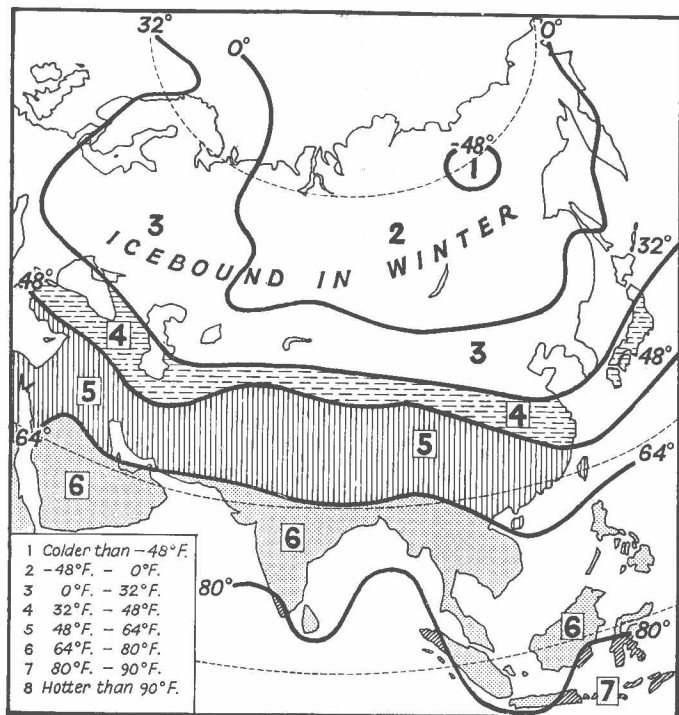 32°
0°
0°
-48°
1
3
2
ICEBOUND IN WINTER
32°
48°
4
3
48°
5
4
5
64°
64°
6
6
80°
6
80°
7
1 Colder than -48°F.
2 -48°F. - 0°F.
3 0°F. - 32°F.
4 32°F. - 48°F.
5 48°F. - 64°F.
6 64°F. - 80°F.
7 80°F. - 90°F.
8 Hotter than 90°F.